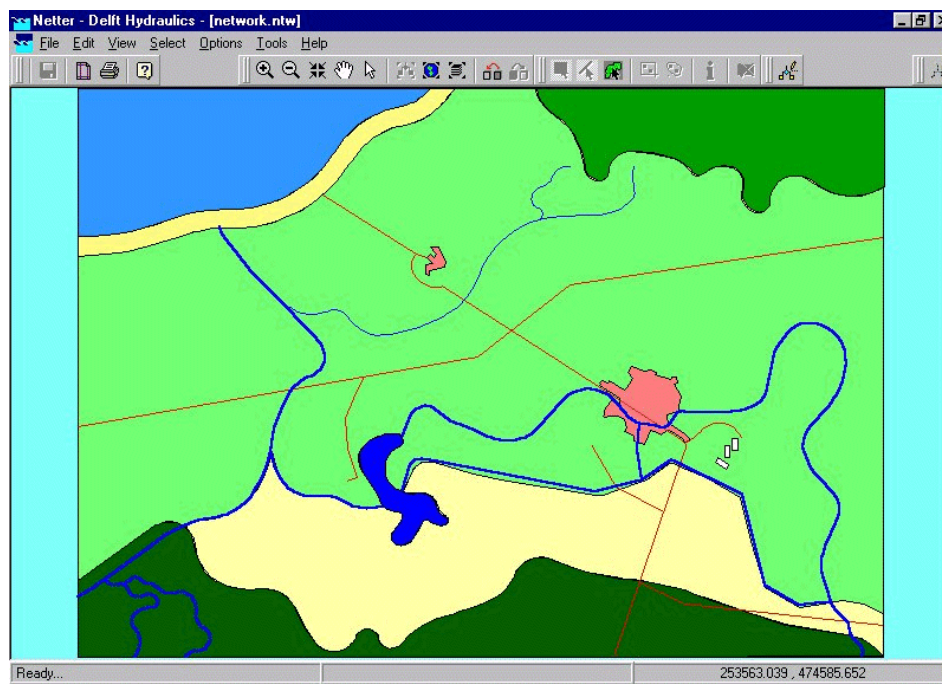 Netter - Delft Hydraulics - [network.ntw]
File Edit View Select Options Tools Help
Ready...
253563.039 , 474585.652